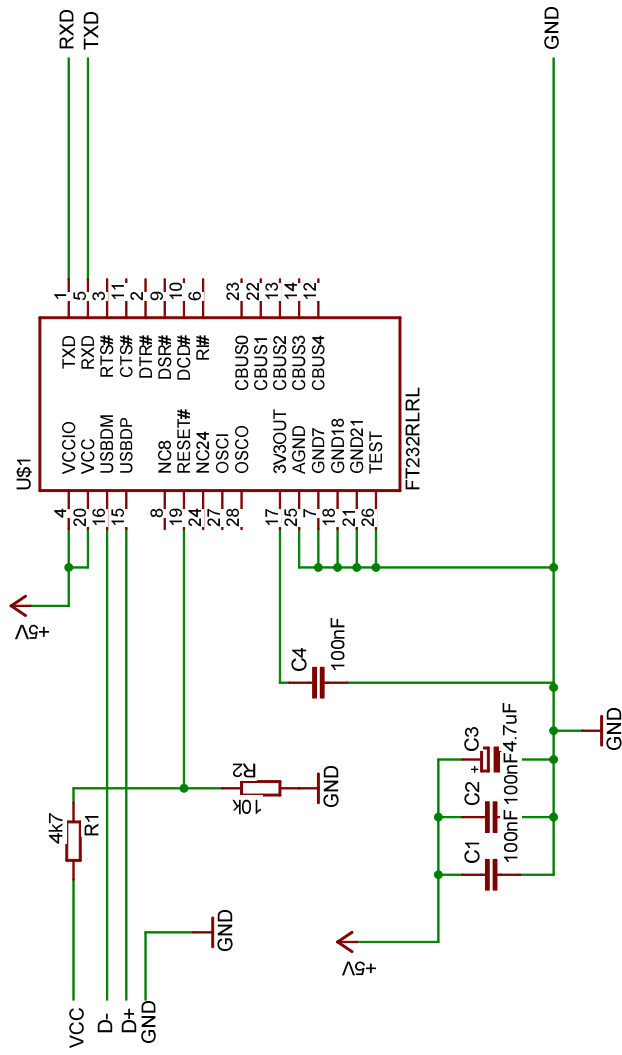 RXD
TXD
GND
1
5
3
11
2
9
10
6
23
22
13
14
12
TXD
RXD
RTS#
CTS#
DTR#
DSR#
DCD#
RI#
CBUS0
CBUS1
CBUS2
CBUS3
CBUS4
U$1
VCCIO
VCC
USBDM
USBDP
NC8
RESET#
NC24
OSCI
OSCO
3V3OUT
AGND
GND7
GND18
GND21
TEST
FT232RLRL
4
20
16
15
8
19
24
27
28
17
25
7
18
21
26
+5V
C4
100nF
4k7
R1
R2
10k
GND
C3
4.7uF
+
C2
100nF
C1
100nF
GND
+5V
GND
VCC
D-
D+
GND